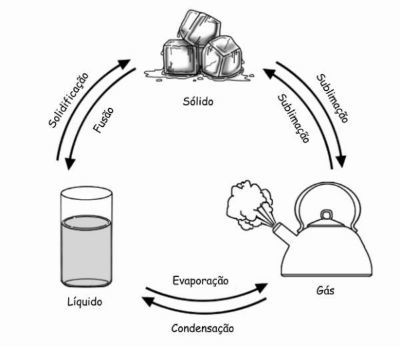 Solidificação
Fusão
Sólido
Sublimação
Sublimação
Líquido
Evaporação
Condensação
Gás